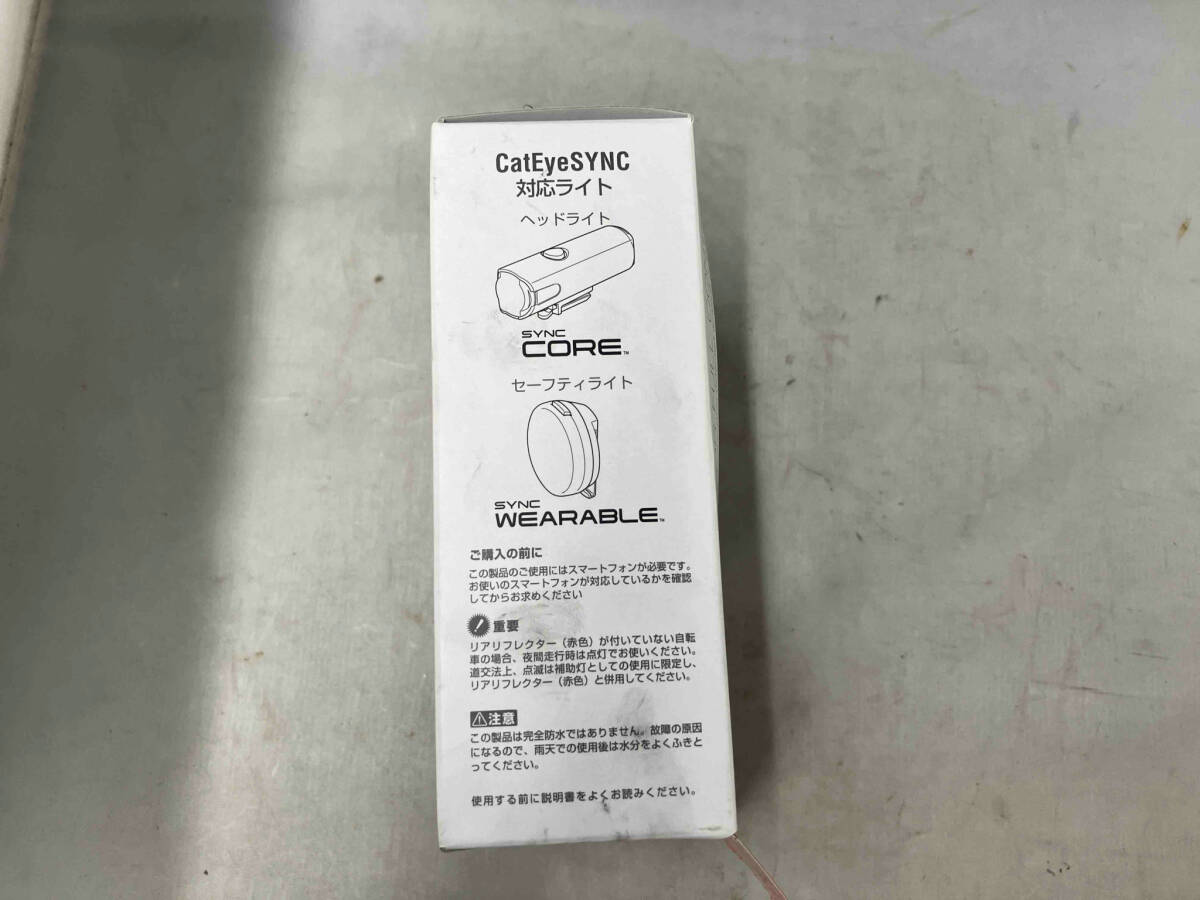 CatEyeSYNC
対応ライト
ヘッドライト
SYNC
CORE™
セーフティライト
SYNC
WEARABLE™
ご購入の前に
この製品のご使用にはスマートフォンが必要です。
お使いのスマートフォンが対応しているかを確認
してからお求めください
重要
リアリフレクター（赤色）が付いていない自転
車の場合、夜間走行時は点灯でお使いください。
道交法上、点滅は補助灯としての使用に限定し、
リアリフレクター（赤色）と併用してください。
⚠注意
この製品は完全防水ではありません。故障の原因
になるので、雨天での使用後は水分をよくふきと
ってください。
使用する前に説明書をよくお読みください。